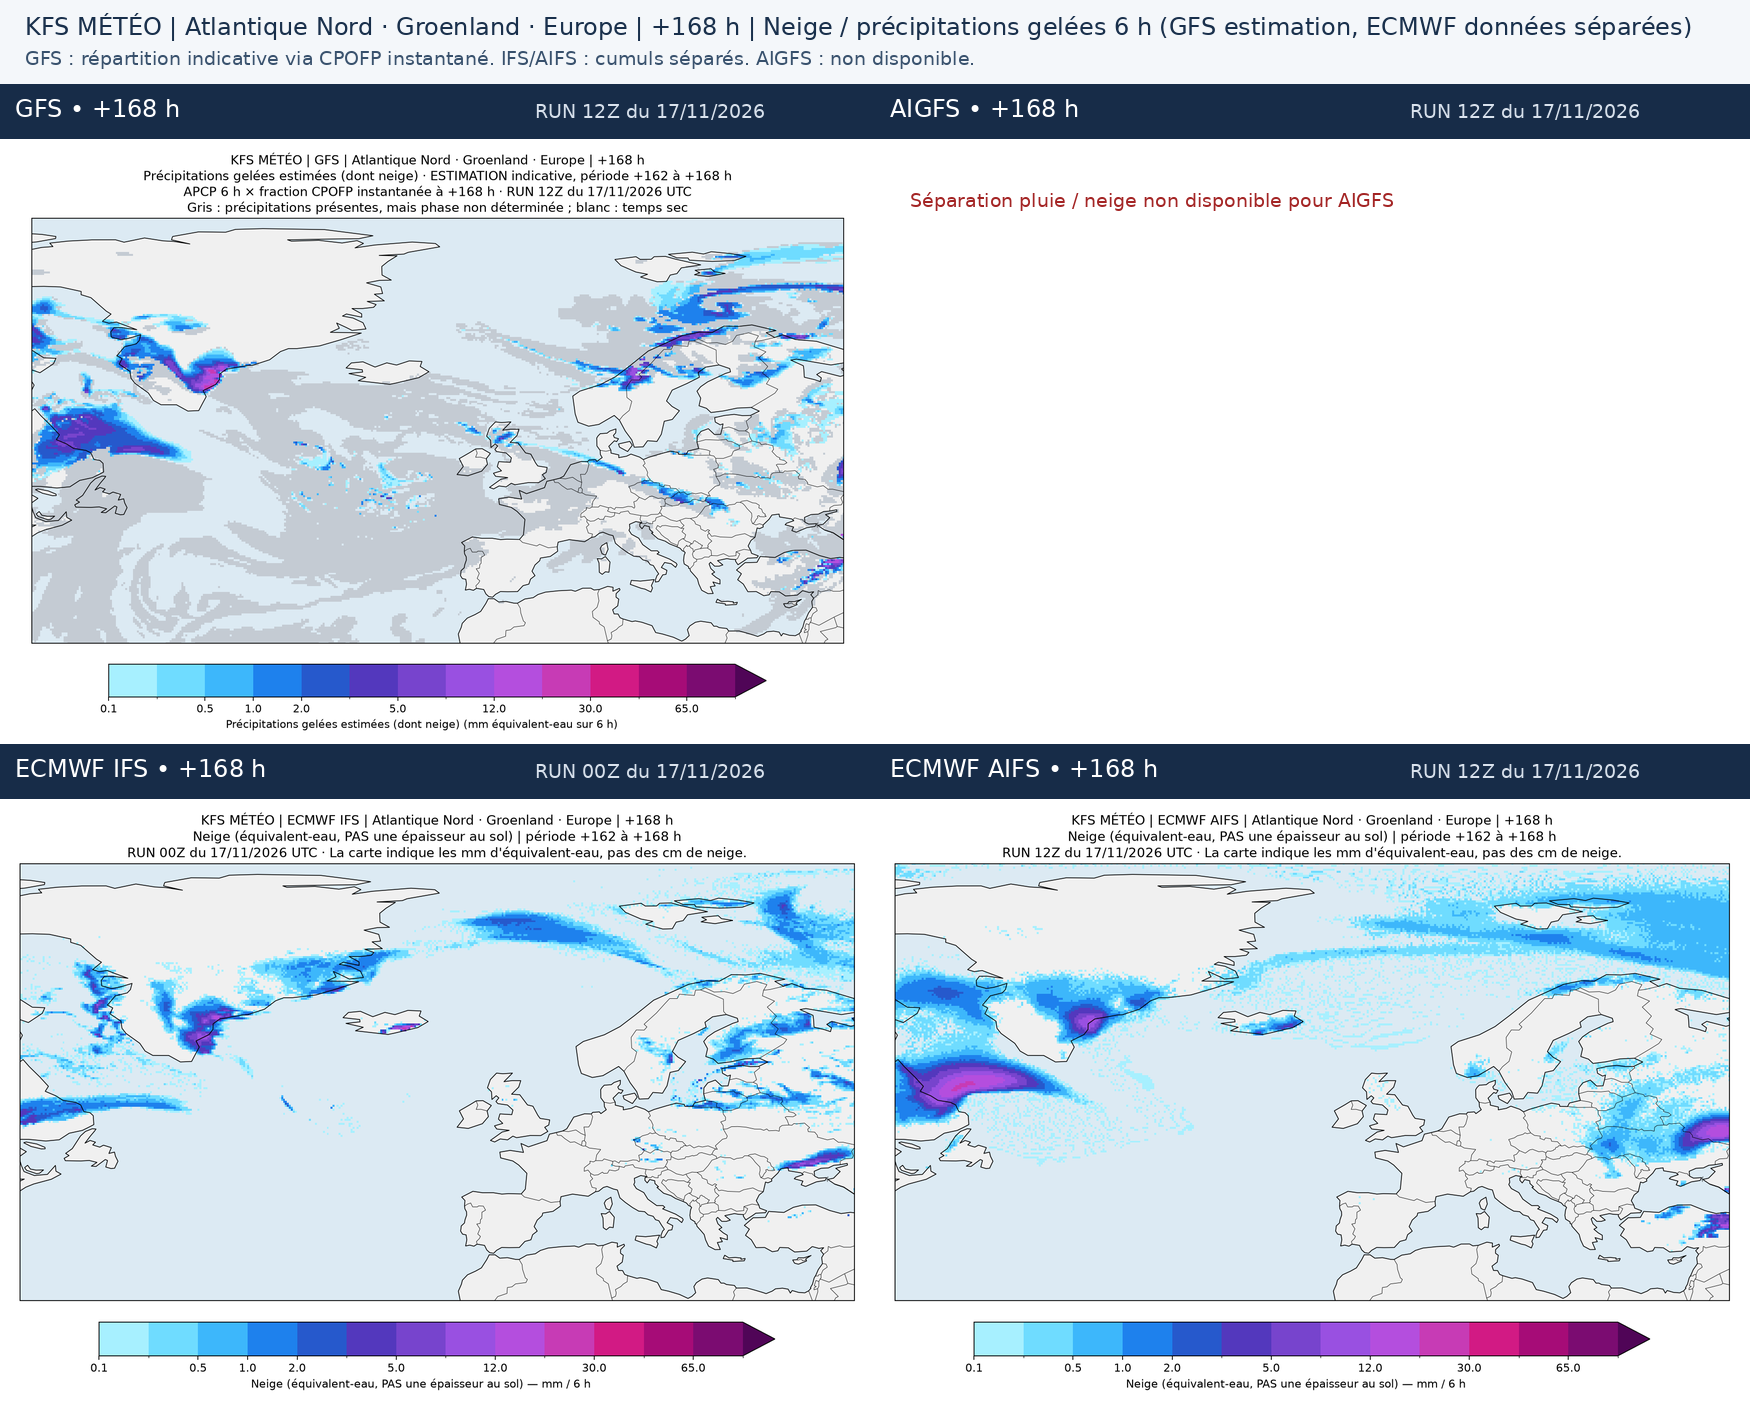 KFS MÉTÉO | Atlantique Nord · Groenland · Europe | +168 h | Neige / précipitations gelées 6 h (GFS estimation, ECMWF données séparées)
GFS : répartition indicative via CPOFP instantané. IFS/AIFS : cumuls séparés. AIGFS : non disponible.
GFS • +168 h
RUN 12Z du 17/11/2026
KFS MÉTÉO | GFS | Atlantique Nord · Groenland · Europe | +168 h
Précipitations gelées estimées (dont neige) · ESTIMATION indicative, période +162 à +168 h
APCP 6 h × fraction CPOFP instantanée à +168 h · RUN 12Z du 17/11/2026 UTC
Gris : précipitations présentes, mais phase non déterminée ; blanc : temps sec
0.1 0.5 1.0 2.0 5.0 12.0 30.0 65.0
Précipitations gelées estimées (dont neige) (mm équivalent-eau sur 6 h)
AIGFS • +168 h
RUN 12Z du 17/11/2026
Séparation pluie / neige non disponible pour AIGFS
ECMWF IFS • +168 h
RUN 00Z du 17/11/2026
KFS MÉTÉO | ECMWF IFS | Atlantique Nord · Groenland · Europe | +168 h
Neige (équivalent-eau, PAS une épaisseur au sol) | période +162 à +168 h
RUN 00Z du 17/11/2026 UTC · La carte indique les mm d'équivalent-eau, pas des cm de neige.
0.1 0.5 1.0 2.0 5.0 12.0 30.0 65.0
Neige (équivalent-eau, PAS une épaisseur au sol) — mm / 6 h
ECMWF AIFS • +168 h
RUN 12Z du 17/11/2026
KFS MÉTÉO | ECMWF AIFS | Atlantique Nord · Groenland · Europe | +168 h
Neige (équivalent-eau, PAS une épaisseur au sol) | période +162 à +168 h
RUN 12Z du 17/11/2026 UTC · La carte indique les mm d'équivalent-eau, pas des cm de neige.
0.1 0.5 1.0 2.0 5.0 12.0 30.0 65.0
Neige (équivalent-eau, PAS une épaisseur au sol) — mm / 6 h